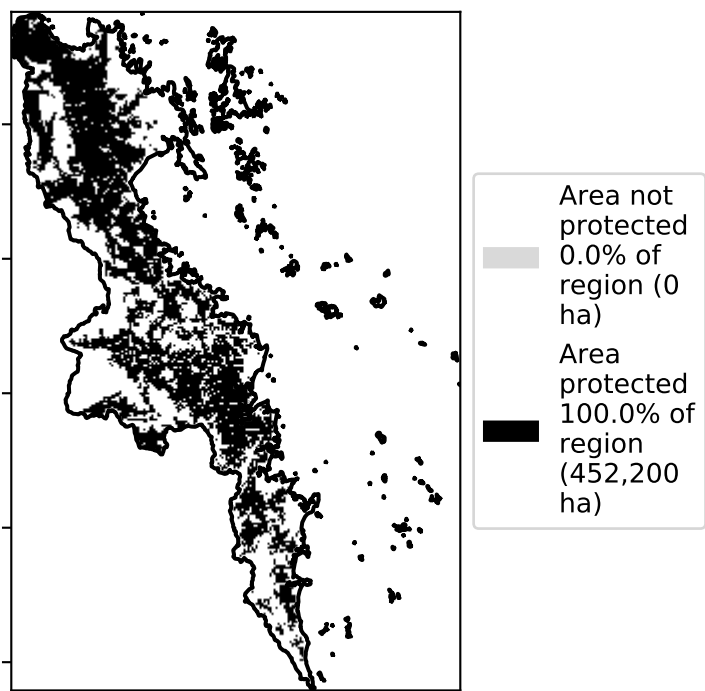 Area not
protected
0.0% of
region (0
ha)
Area
protected
100.0% of
region
(452,200
ha)